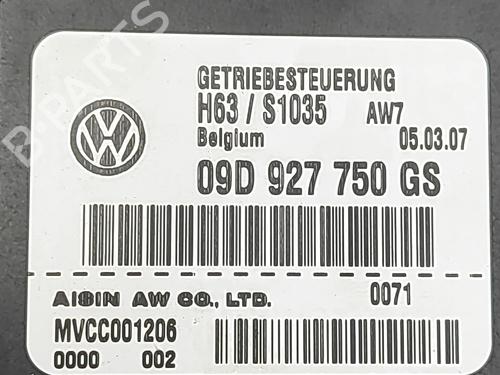 GETRIEBESTEUERUNG
H63 / S1035 AW7
Belgium 05.03.07
09D 927 750 GS
AISIN AW CO., LTD. 0071
MVCC001206
0000 002
B-PARTS